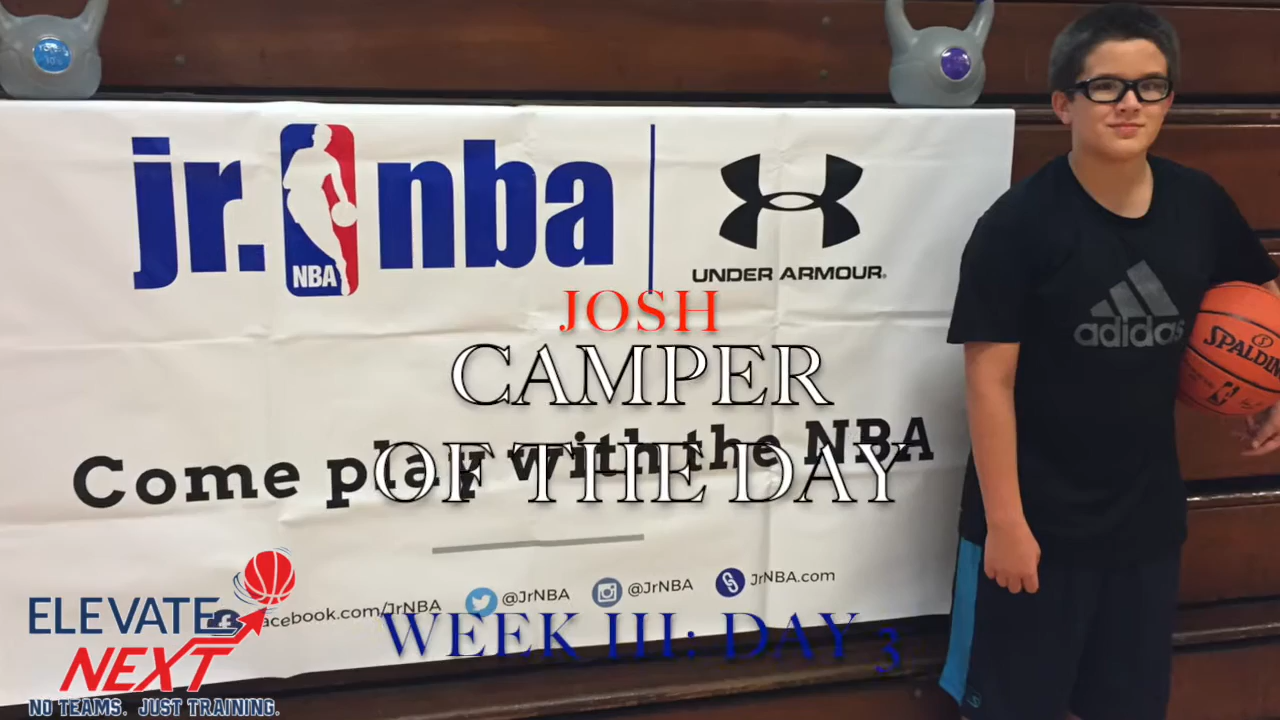 jr. nba
NBA
UNDER ARMOUR.
JOSH
CAMPER
OF THE DAY
Come play with the NBA
adidas
SPALDIN
facebook.com/JrNBA @JrNBA @JrNBA JrNBA.com
WEEK III: DAY 3
ELEVATE
NEXT
NO TEAMS. JUST TRAINING.